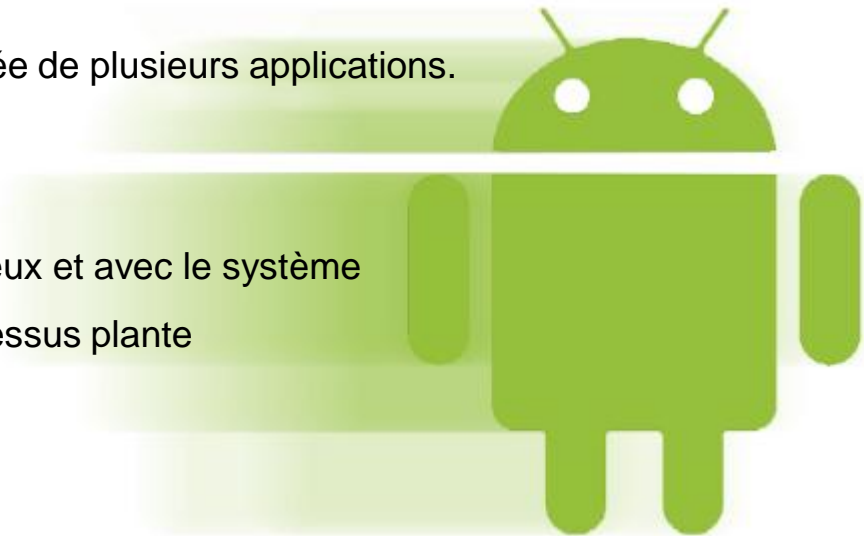 ée de plusieurs applications.
eux et avec le système
essus plante